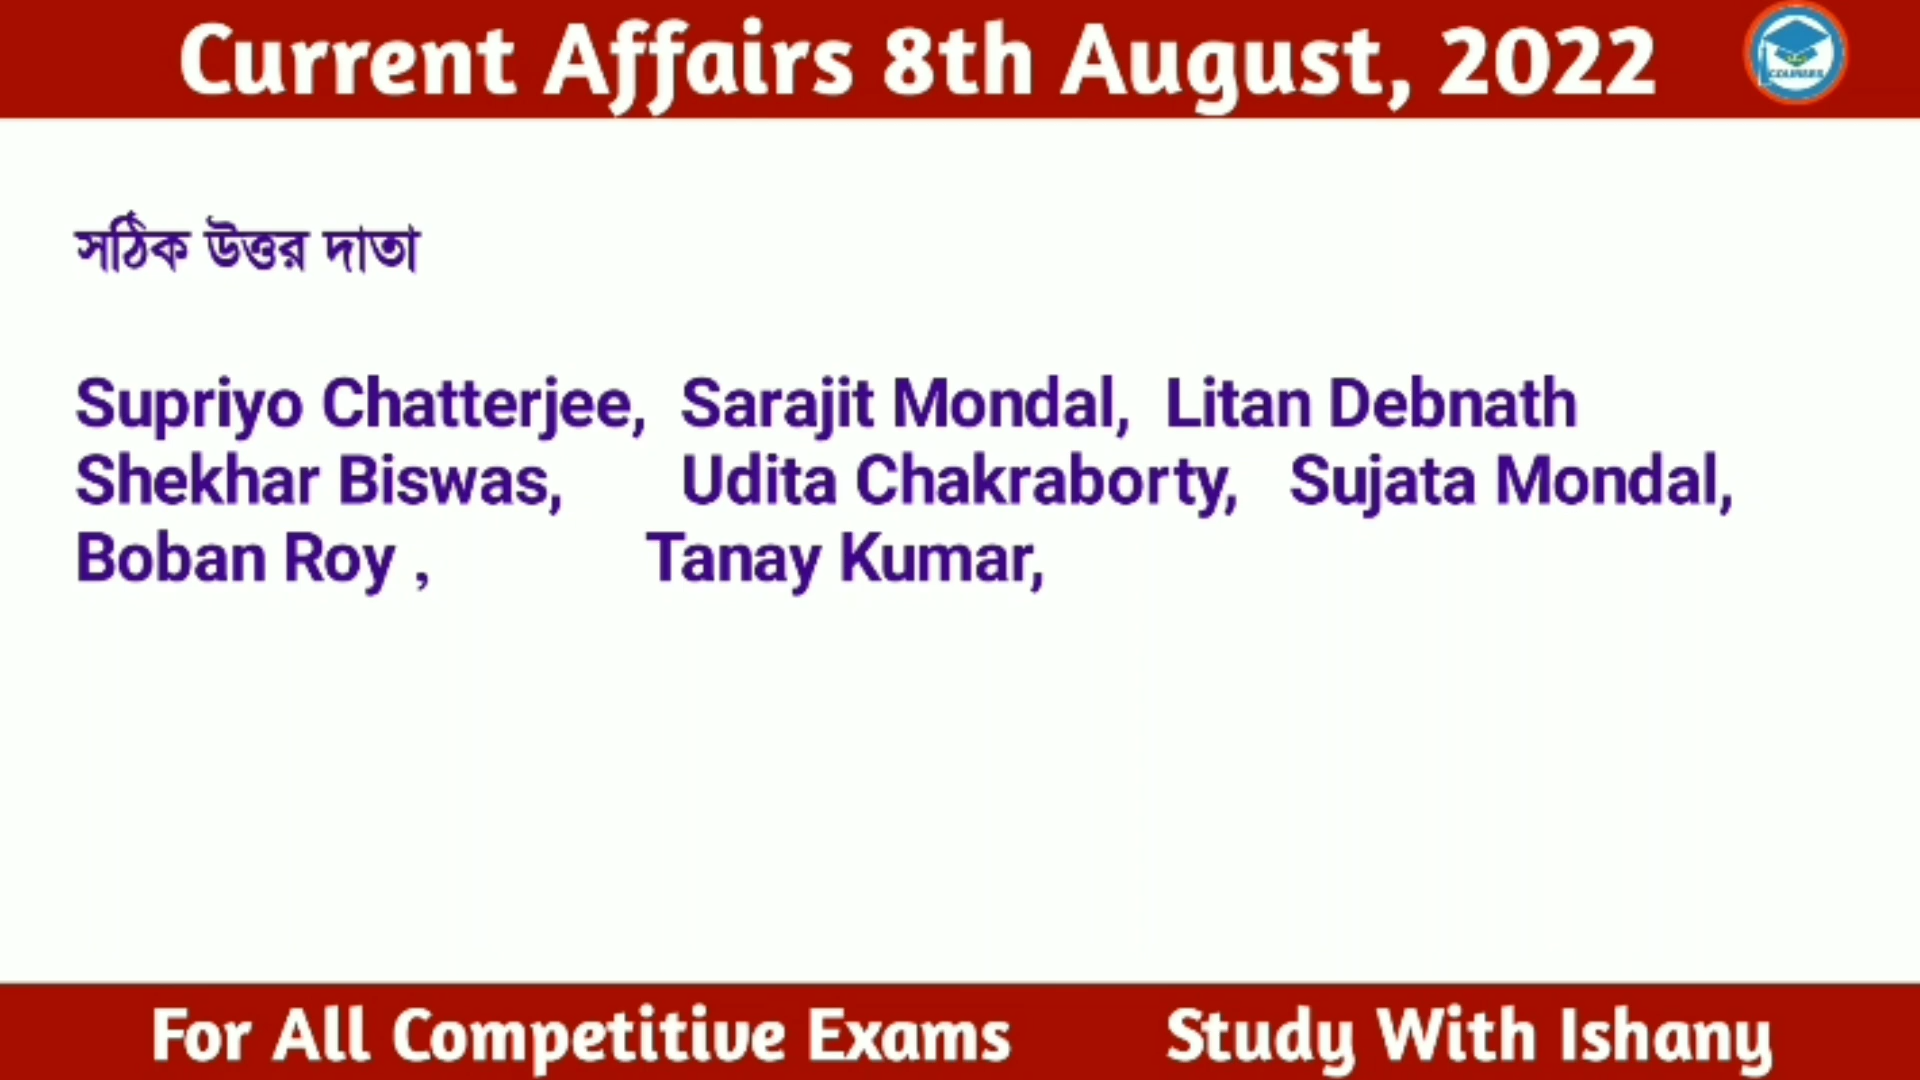 Current Affairs 8th August, 2022
সঠিক উত্তর দাতা
Supriyo Chatterjee, Sarajit Mondal, Litan Debnath
Shekhar Biswas, Udita Chakraborty, Sujata Mondal,
Boban Roy , Tanay Kumar,
For All Competitive Exams Study With Ishany